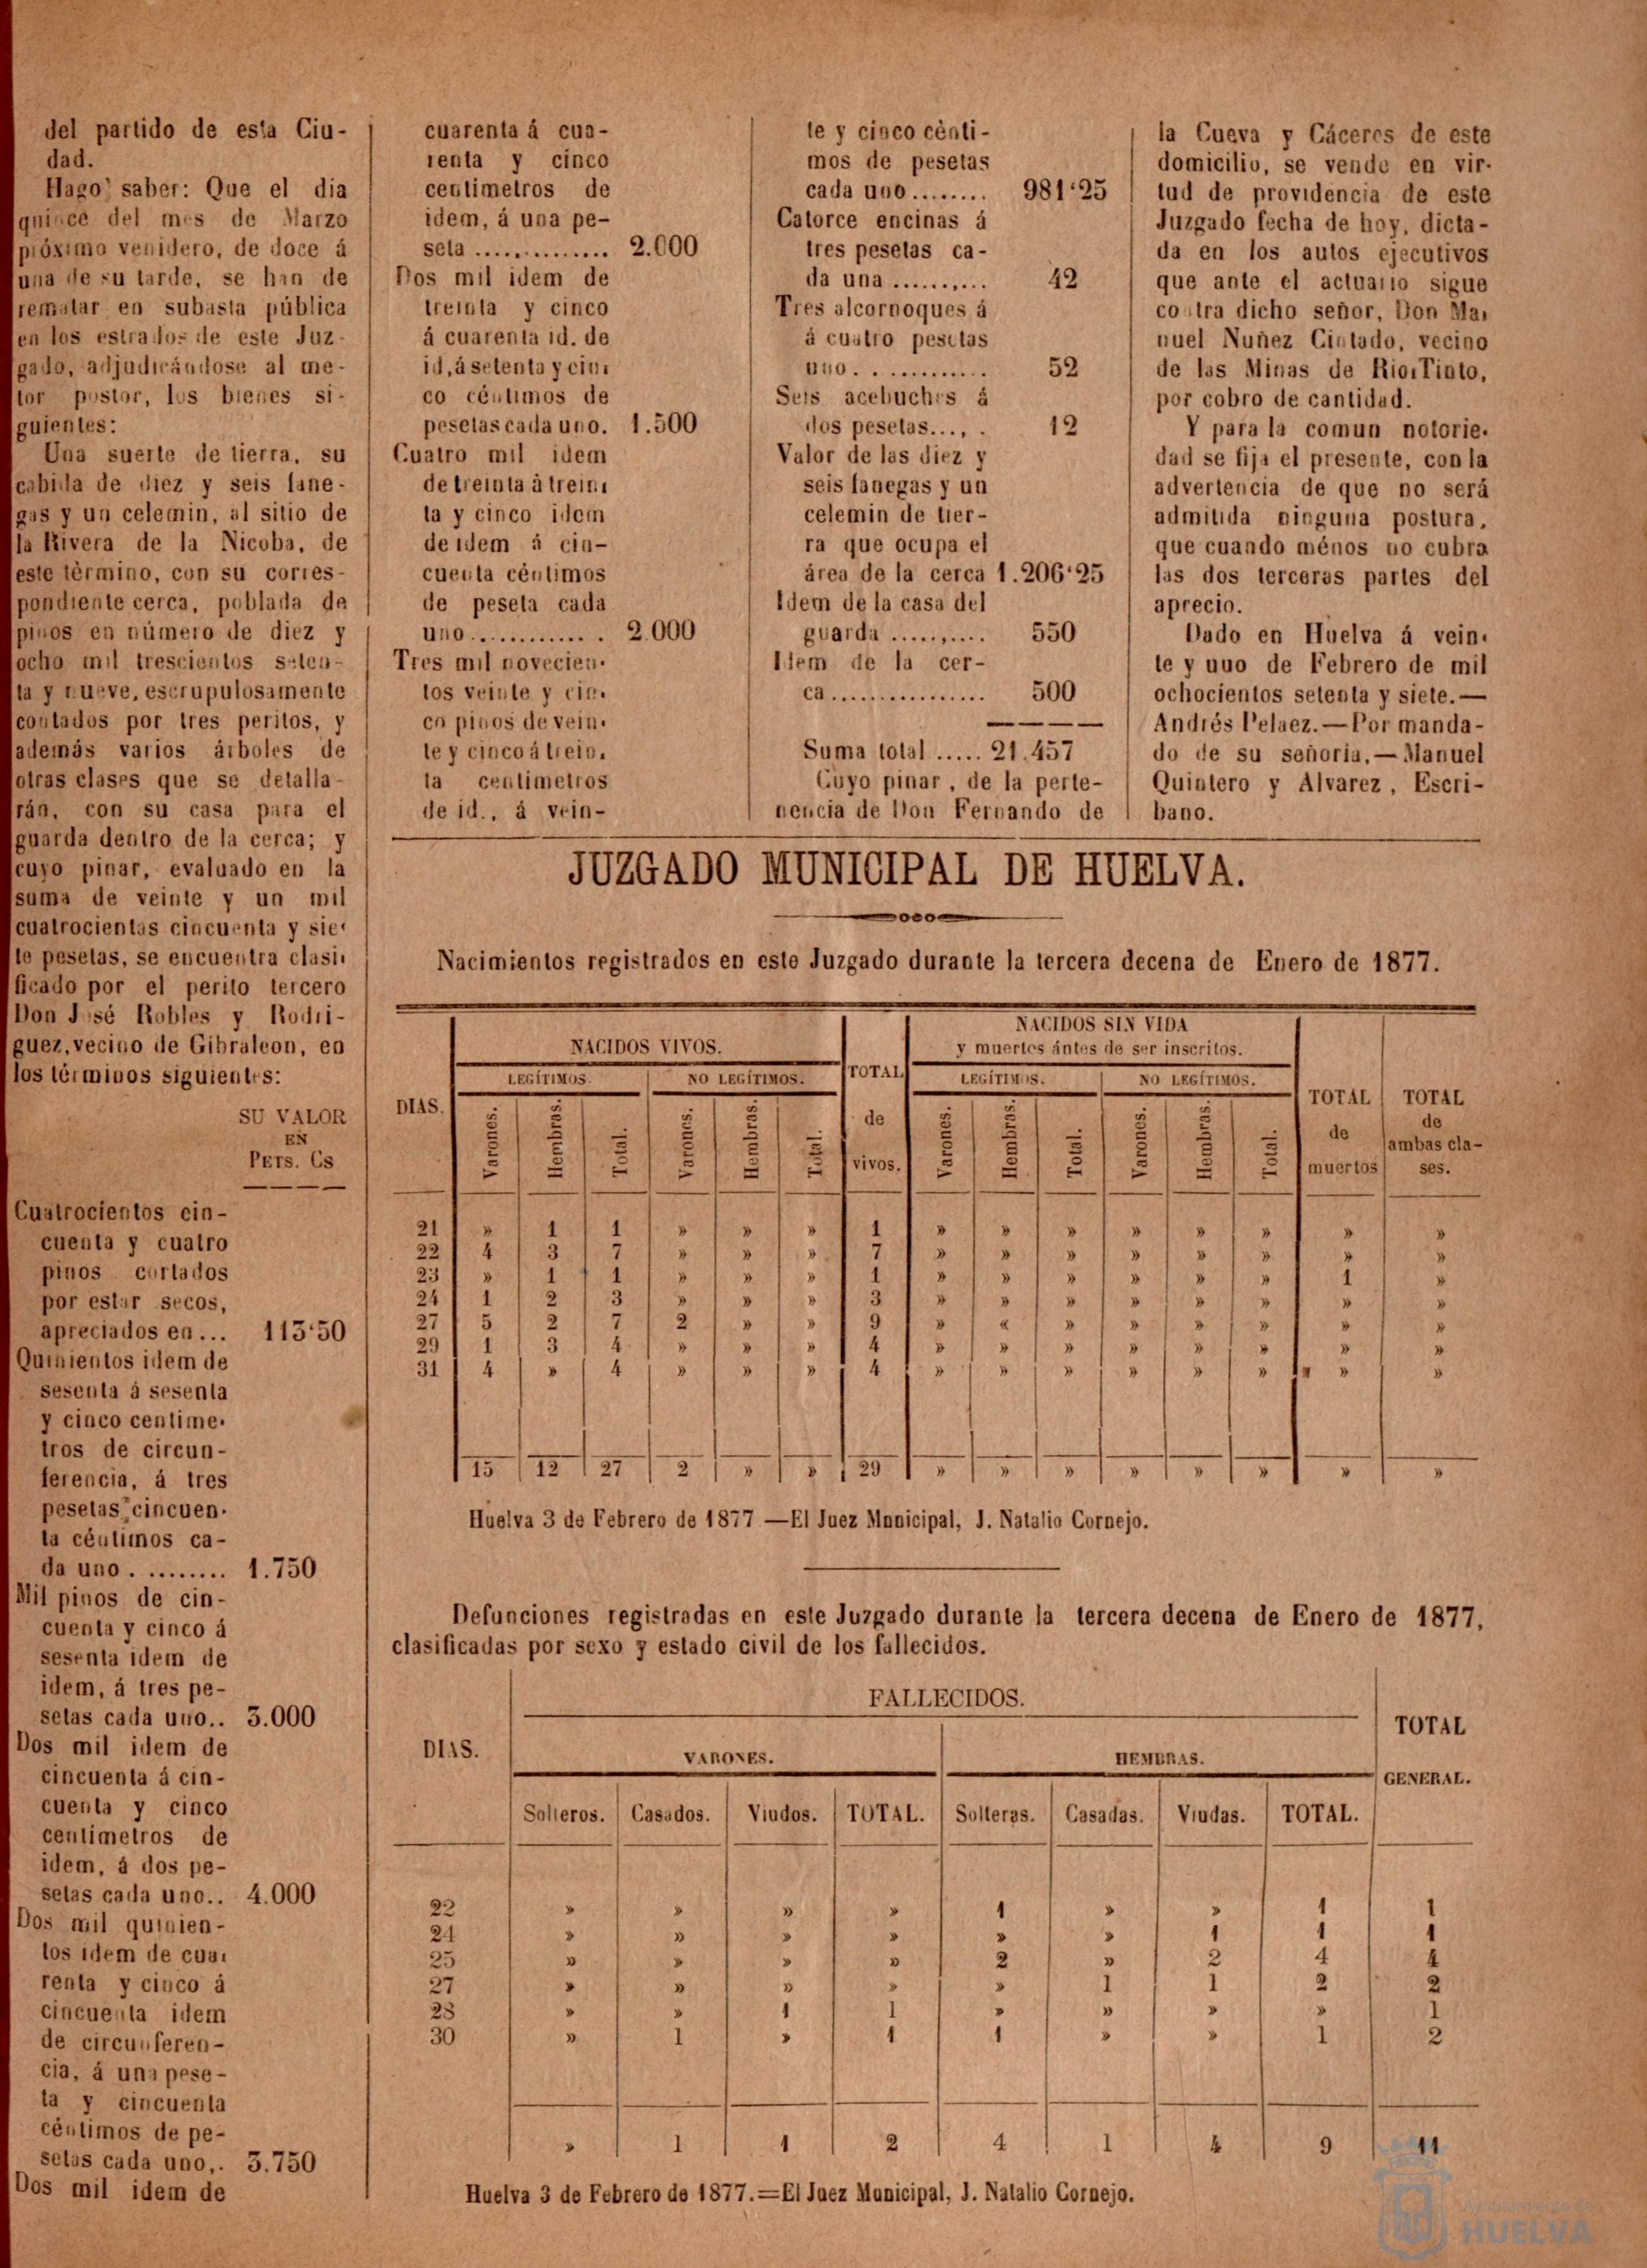 del partido de esta Ciu-
dad.
Hago saber: Que el dia
quince del mes de Marzo
próximo venidero, de doce á
una de su tarde, se han de
rematar en subasta pública
en los estrados de este Juz-
gado, adjudicándose al me-
tor postor, los bienes si-
guientes:
Una suerte de tierra, su
cabida de diez y seis fane-
gas y un celemin, al sitio de
la Rivera de la Nicoba, de
este término, con su corres-
pondiente cerca, poblada de
pinos en número de diez y
ocho mil trescientos seten-
ta y nueve, escrupulosamente
contados por tres peritos, y
además varios árboles de
otras clases que se detalla-
rán, con su casa para el
guarda dentro de la cerca; y
cuyo pinar, evaluado en la
suma de veinte y un mil
cuatrocientas cincuenta y sie-
te pesetas, se encuentra clasi-
ficado por el perito tercero
Don José Robles y Rodri-
guez, vecino de Gibraleon, en
los términos siguientes:
SU VALOR
EN
PETS. Cs
Cuatrocientos cin-
cuenta y cuatro
pinos cortados
por estar secos,
apreciados en... 113'50
Quinientos idem de
sesenta á sesenta
y cinco centime-
tros de circun-
ferencia, á tres
pesetas cincuen-
ta céntimos ca-
da uno . ......... 1.750
Mil pinos de cin-
cuenta y cinco á
sesenta idem de
idem, á tres pe-
setas cada uno.. 3.000
Dos mil idem de
cincuenta á cin-
cuenta y cinco
centimetros de
idem, á dos pe-
setas cada uno.. 4.000
Dos mil quinien-
tos idem de cua-
renta y cinco á
cincuenta idem
de circunferen-
cia, á una pese-
ta y cincuenta
céntimos de pe-
setas cada uno,. 3.750
Dos mil idem de
cuarenta á cua-
renta y cinco
centimetros de
idem, á una pe-
seta .............. 2.000
Dos mil idem de
treinta y cinco
á cuarenta id. de
id, á setenta y cin-
co céntimos de
pesetas cada uno. 1.500
Cuatro mil idem
de treinta á trein-
ta y cinco idem
de idem á cin-
cuenta céntimos
de peseta cada
uno............. 2.000
Tres mil novecien-
tos veinte y cin-
co pinos de vein-
te y cinco á trein-
ta centimetros
de id., á vein-
te y cinco cénti-
mos de pesetas
cada uno........ 981'25
Catorce encinas á
tres pesetas ca-
da una .......... 42
Tres alcornoques á
á cuatro pesetas
uno. . ........... 52
Seis acebuches á
dos pesetas..., . 12
Valor de las diez y
seis fanegas y un
celemin de tier-
ra que ocupa el
área de la cerca 1.206'25
Idem de la casa del
guarda .......... 550
Idem de la cer-
ca................ 500
Suma total ..... 21.457
Cuyo pinar, de la perte-
nencia de Don Fernando de
la Cueva y Cáceres de este
domicilio, se vende en vir-
tud de providencia de este
Juzgado fecha de hoy, dicta-
da en los autos ejecutivos
que ante el actuario sigue
contra dicho señor, Don Ma-
nuel Nuñez Cintado, vecino
de las Minas de Rio-Tinto,
por cobro de cantidad.
Y para la comun notorie-
dad se fija el presente, con la
advertencia de que no será
admitida ninguna postura,
que cuando ménos no cubra
las dos terceras partes del
aprecio.
Dado en Huelva á vein-
te y uno de Febrero de mil
ochocientos setenta y siete.—
Andrés Pelaez.—Por manda-
do de su señoria,—Manuel
Quintero y Alvarez, Escri-
bano.
JUZGADO MUNICIPAL DE HUELVA.
Nacimientos registrados en este Juzgado durante la tercera decena de Enero de 1877.
DIAS. NACIDOS VIVOS. TOTAL de vivos. NACIDOS SIN VIDA y muertos ántes de ser inscritos. TOTAL de muertos TOTAL de ambas cla-ses.
LEGÍTIMOS. NO LEGÍTIMOS. LEGÍTIMOS. NO LEGÍTIMOS.
Varones. Hembras. Total. Varones. Hembras. Total. Varones. Hembras. Total. Varones. Hembras. Total.
21 » 1 1 » » » 1 » » » » » » » »
22 4 3 7 » » » 7 » » » » » » » »
23 » 1 1 » » » 1 » » » » » » 1 »
24 1 2 3 » » » 3 » » » » » » » »
27 5 2 7 2 » » 9 » « » » » » » »
29 1 3 4 » » » 4 » » » » » » » »
31 4 » 4 » » » 4 » » » » » » » »
15 12 27 2 » » 29 » » » » » » » »
Huelva 3 de Febrero de 1877 —El Juez Municipal, J. Natalio Cornejo.
Defunciones registradas en este Juzgado durante la tercera decena de Enero de 1877,
clasificadas por sexo y estado civil de los fallecidos.
DIAS. FALLECIDOS. TOTAL GENERAL.
VARONES. HEMBRAS.
Solteros. Casados. Viudos. TOTAL. Solteras. Casadas. Viudas. TOTAL.
22 » » » » 1 » » 1 1
24 » » » » » » 1 1 1
25 » » » » 2 » 2 4 4
27 » » » » » 1 1 2 2
28 » » 1 1 » » » » 1
30 » 1 » 1 1 » » 1 2
» 1 1 2 4 1 4 9 11
Huelva 3 de Febrero de 1877.=El Juez Municipal, J. Natalio Cornejo.
Ayuntamiento de
HUELVA